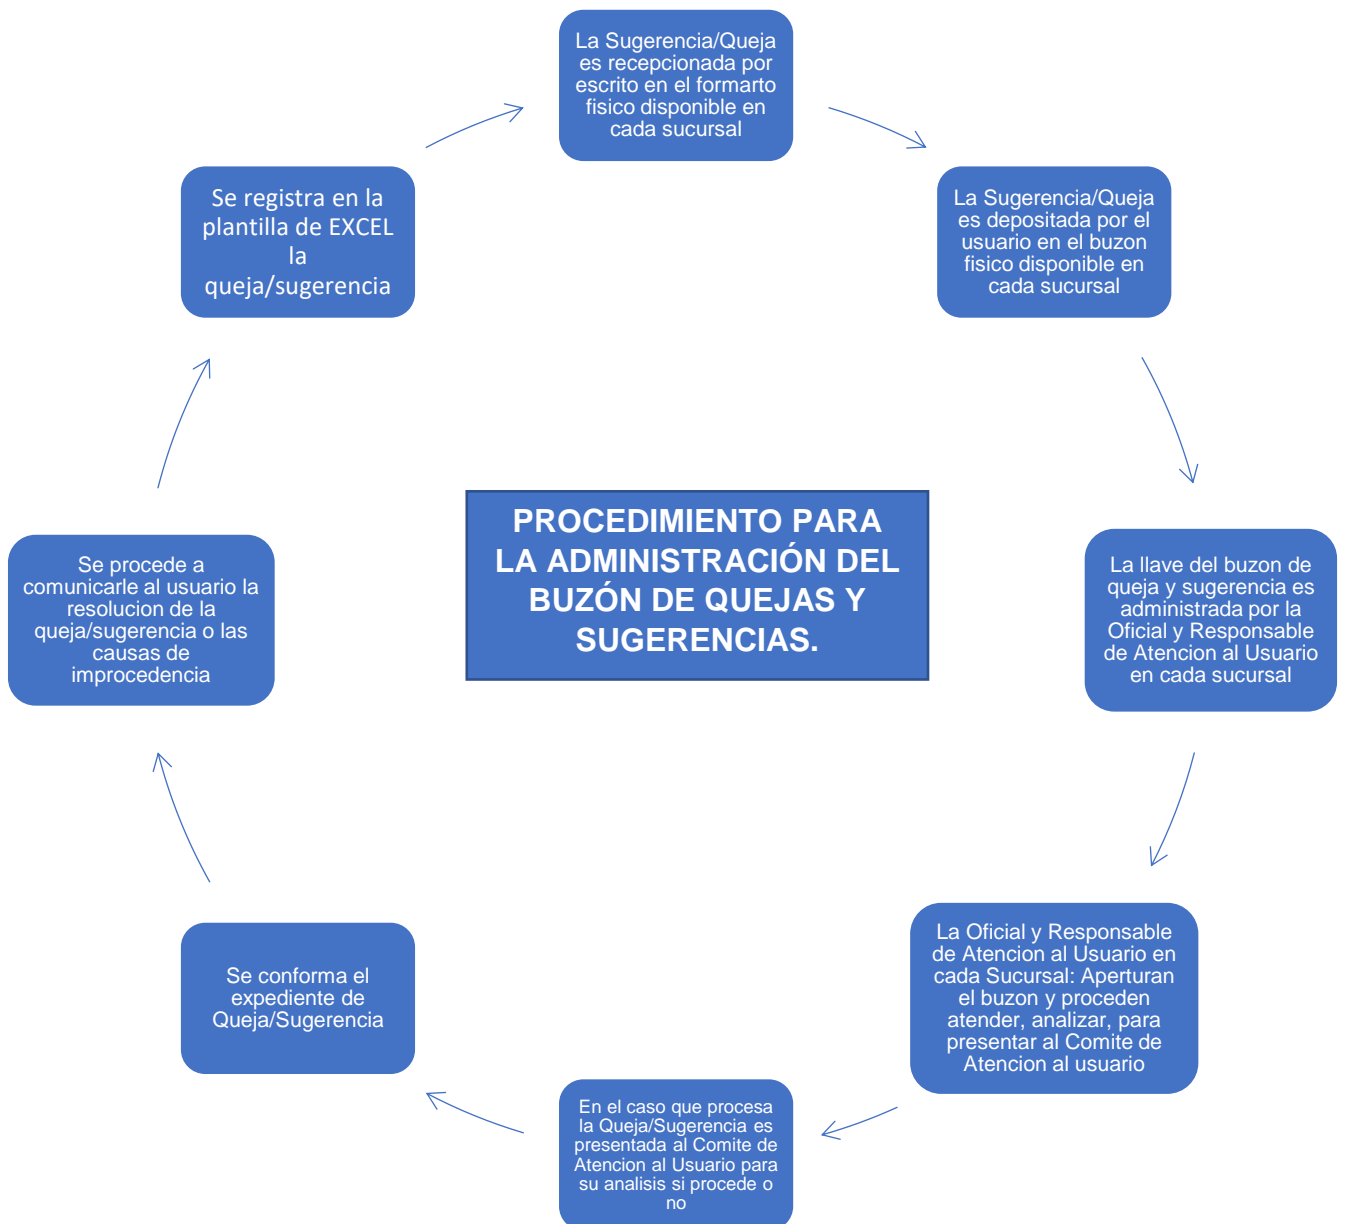 La Sugerencia/Queja
es recepcionada por
escrito en el formarto
fisico disponible en
cada sucursal
La Sugerencia/Queja
es depositada por el
usuario en el buzon
fisico disponible en
cada sucursal
La llave del buzon de
queja y sugerencia es
administrada por la
Oficial y Responsable
de Atencion al Usuario
en cada sucursal
La Oficial y Responsable
de Atencion al Usuario en
cada Sucursal: Aperturan
el buzon y proceden
atender, analizar, para
presentar al Comite de
Atencion al usuario
En el caso que procesa
la Queja/Sugerencia es
presentada al Comite de
Atencion al Usuario para
su analisis si procede o
no
Se conforma el
expediente de
Queja/Sugerencia
Se procede a
comunicarle al usuario la
resolucion de la
queja/sugerencia o las
causas de
improcedencia
Se registra en la
plantilla de EXCEL
la
queja/sugerencia
PROCEDIMIENTO PARA
LA ADMINISTRACIÓN DEL
BUZÓN DE QUEJAS Y
SUGERENCIAS.